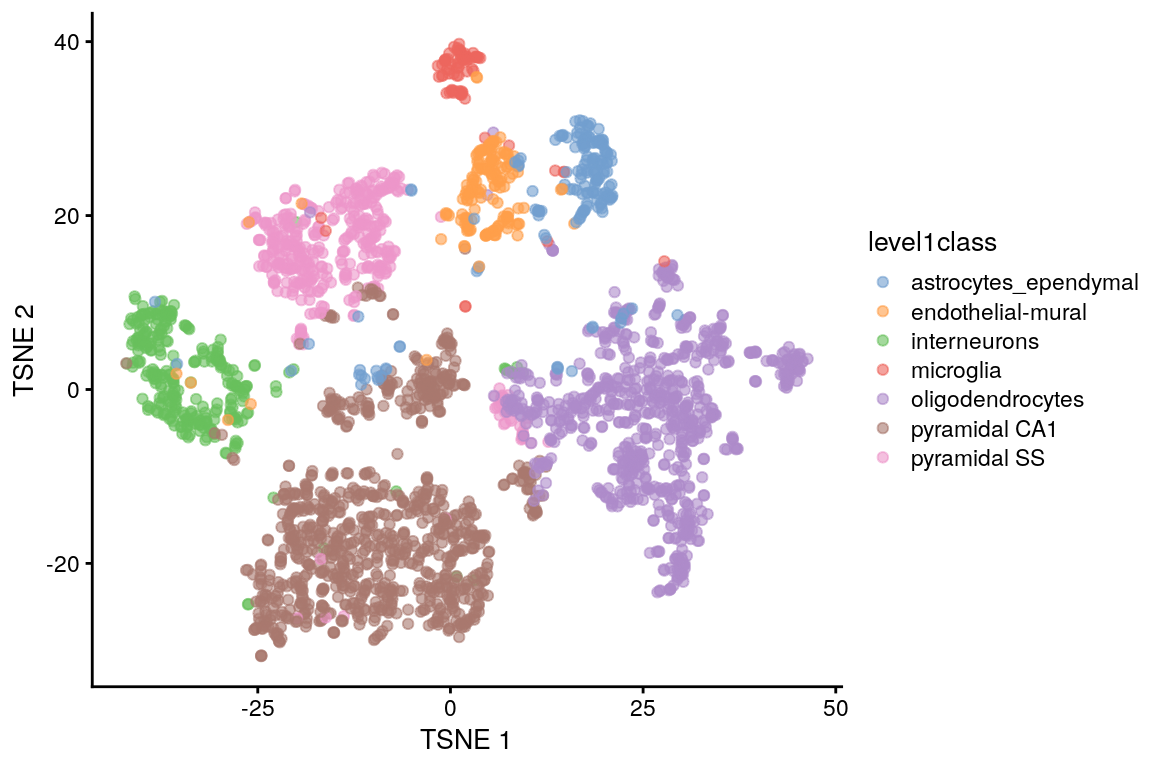 40
20
0
-20
TSNE 2
-25
0
25
50
TSNE 1
level1class
astrocytes_ependymal
endothelial-mural
interneurons
microglia
oligodendrocytes
pyramidal CA1
pyramidal SS